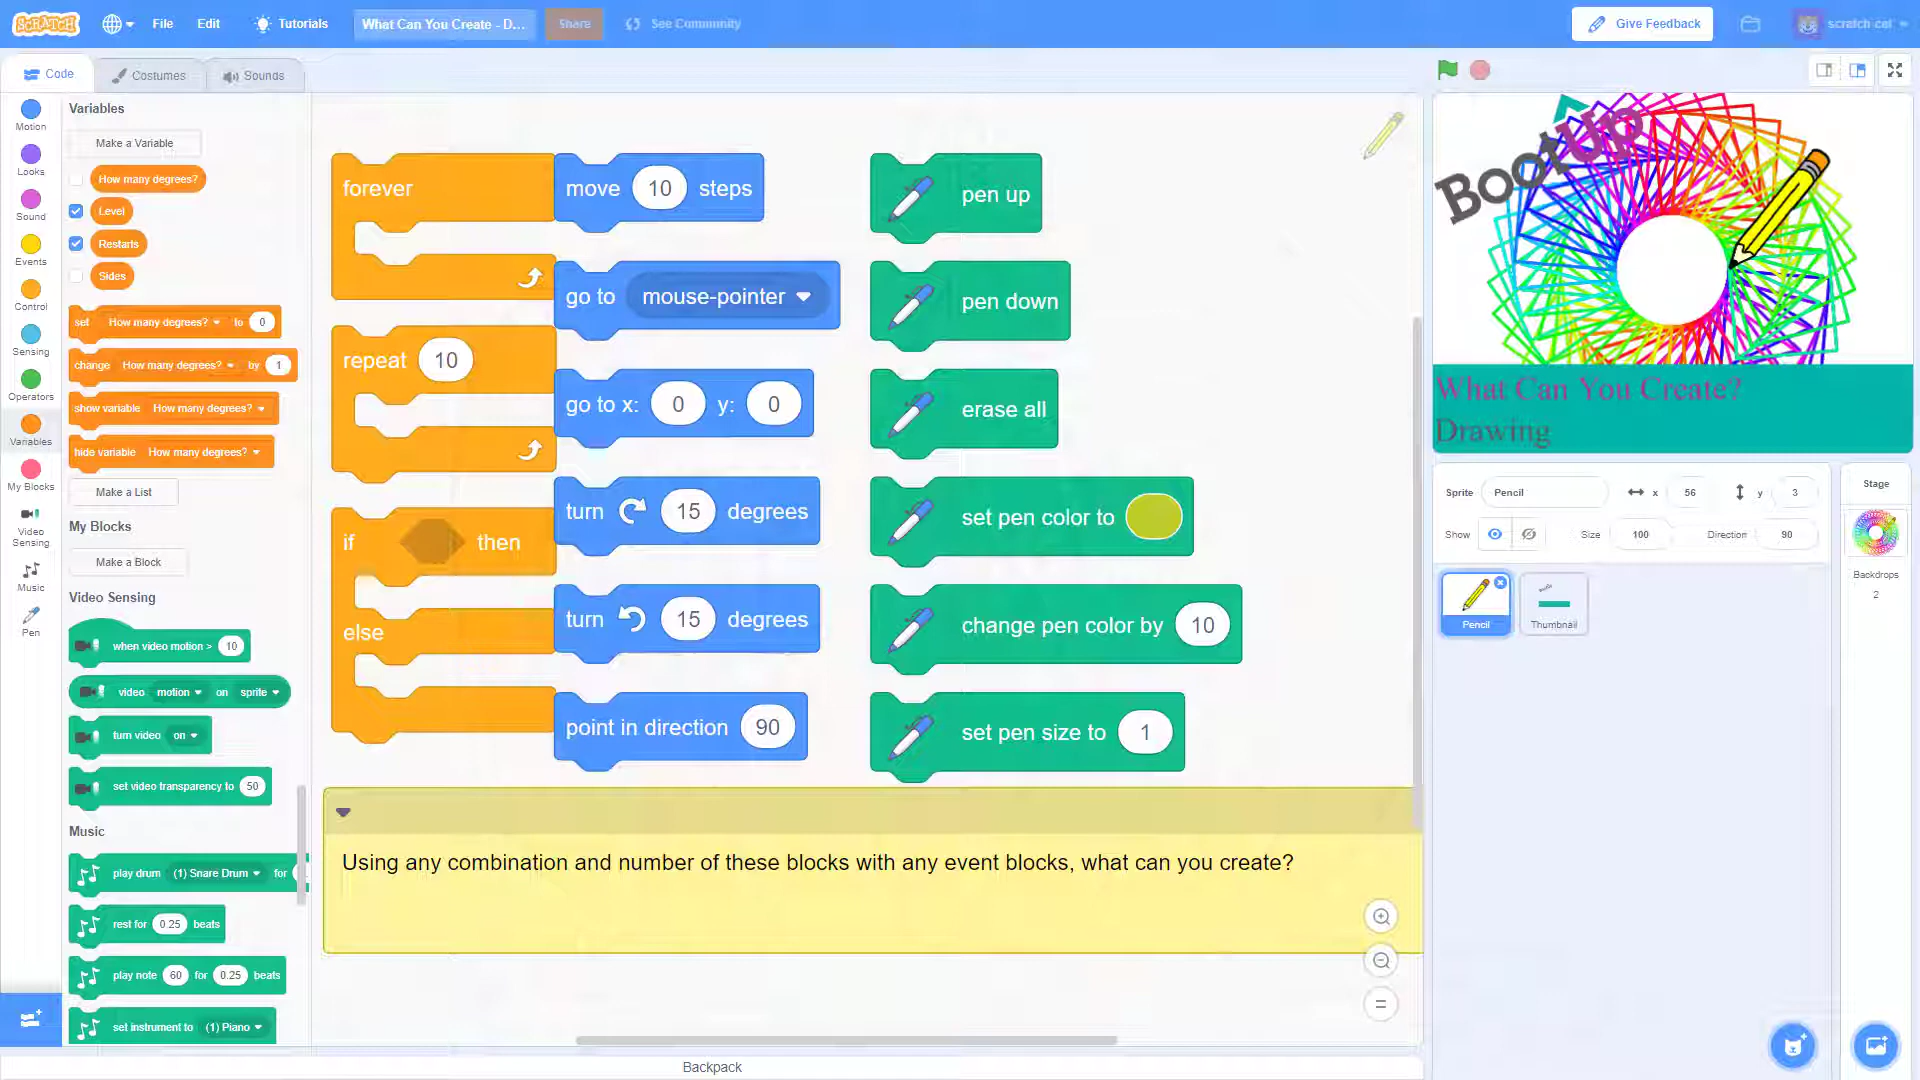 SCRATCH
File
Edit
Tutorials
What Can You Create - D...
Share
See Community
Give Feedback
scratch-cat
Code
Costumes
Sounds
Motion
Looks
Sound
Events
Control
Sensing
Operators
Variables
My Blocks
Video
Sensing
Music
Pen
Variables
Make a Variable
How many degrees?
Level
Restarts
Sides
set How many degrees? to 0
change How many degrees? by 1
show variable How many degrees?
hide variable How many degrees?
Make a List
My Blocks
Make a Block
Video Sensing
when video motion > 10
video motion on sprite
turn video on
set video transparency to 50
Music
play drum (1) Snare Drum for
rest for 0.25 beats
play note 60 for 0.25 beats
set instrument to (1) Piano
forever
repeat 10
if then
else
move 10 steps
go to mouse-pointer
go to x: 0 y: 0
turn 15 degrees
turn 15 degrees
point in direction 90
pen up
pen down
erase all
set pen color to
change pen color by 10
set pen size to 1
Using any combination and number of these blocks with any event blocks, what can you create?
Backpack
BootUp
What Can You Create?
Drawing
Sprite Pencil x 56 y 3
Show Size 100 Direction 90
Pencil
Thumbnail
Stage
Backdrops
2